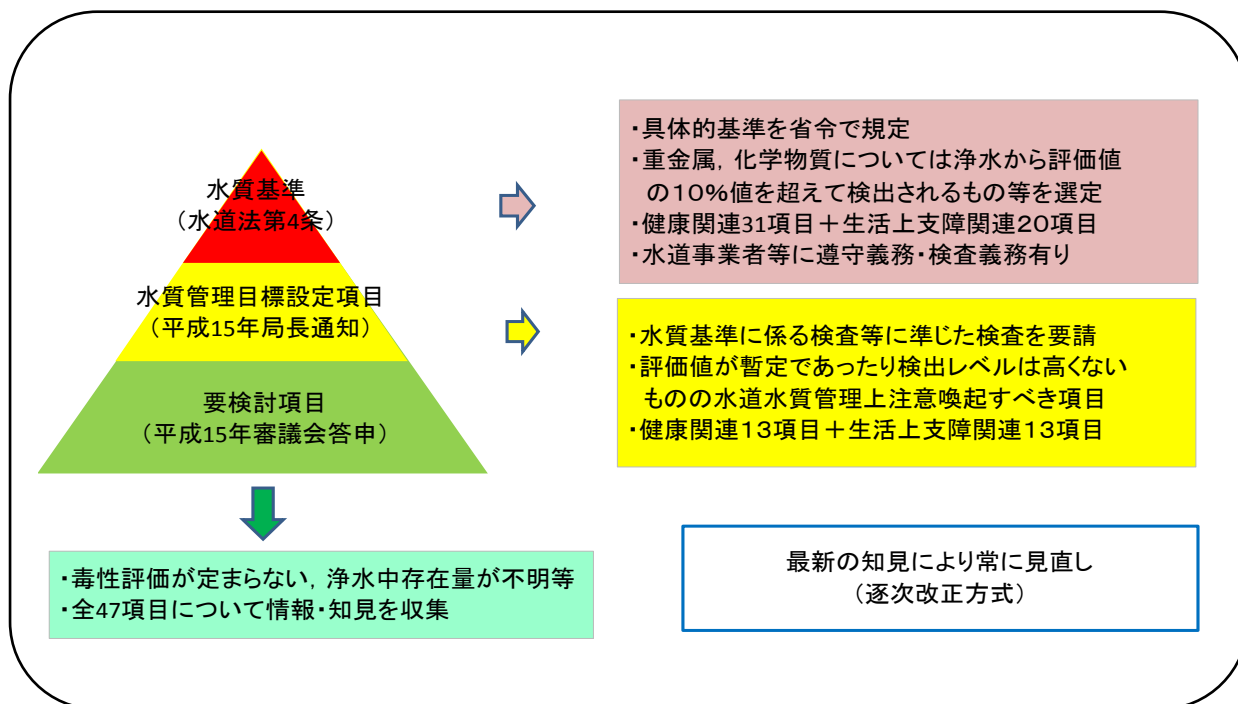 水質基準
（水道法第4条）
水質管理目標設定項目
（平成15年局長通知）
要検討項目
（平成15年審議会答申）
・具体的基準を省令で規定
・重金属，化学物質については浄水から評価値
の１０％値を超えて検出されるもの等を選定
・健康関連31項目＋生活上支障関連２０項目
・水道事業者等に遵守義務・検査義務有り
・水質基準に係る検査等に準じた検査を要請
・評価値が暫定であったり検出レベルは高くない
ものの水道水質管理上注意喚起すべき項目
・健康関連１３項目＋生活上支障関連１３項目
・毒性評価が定まらない，浄水中存在量が不明等
・全47項目について情報・知見を収集
最新の知見により常に見直し
（逐次改正方式）